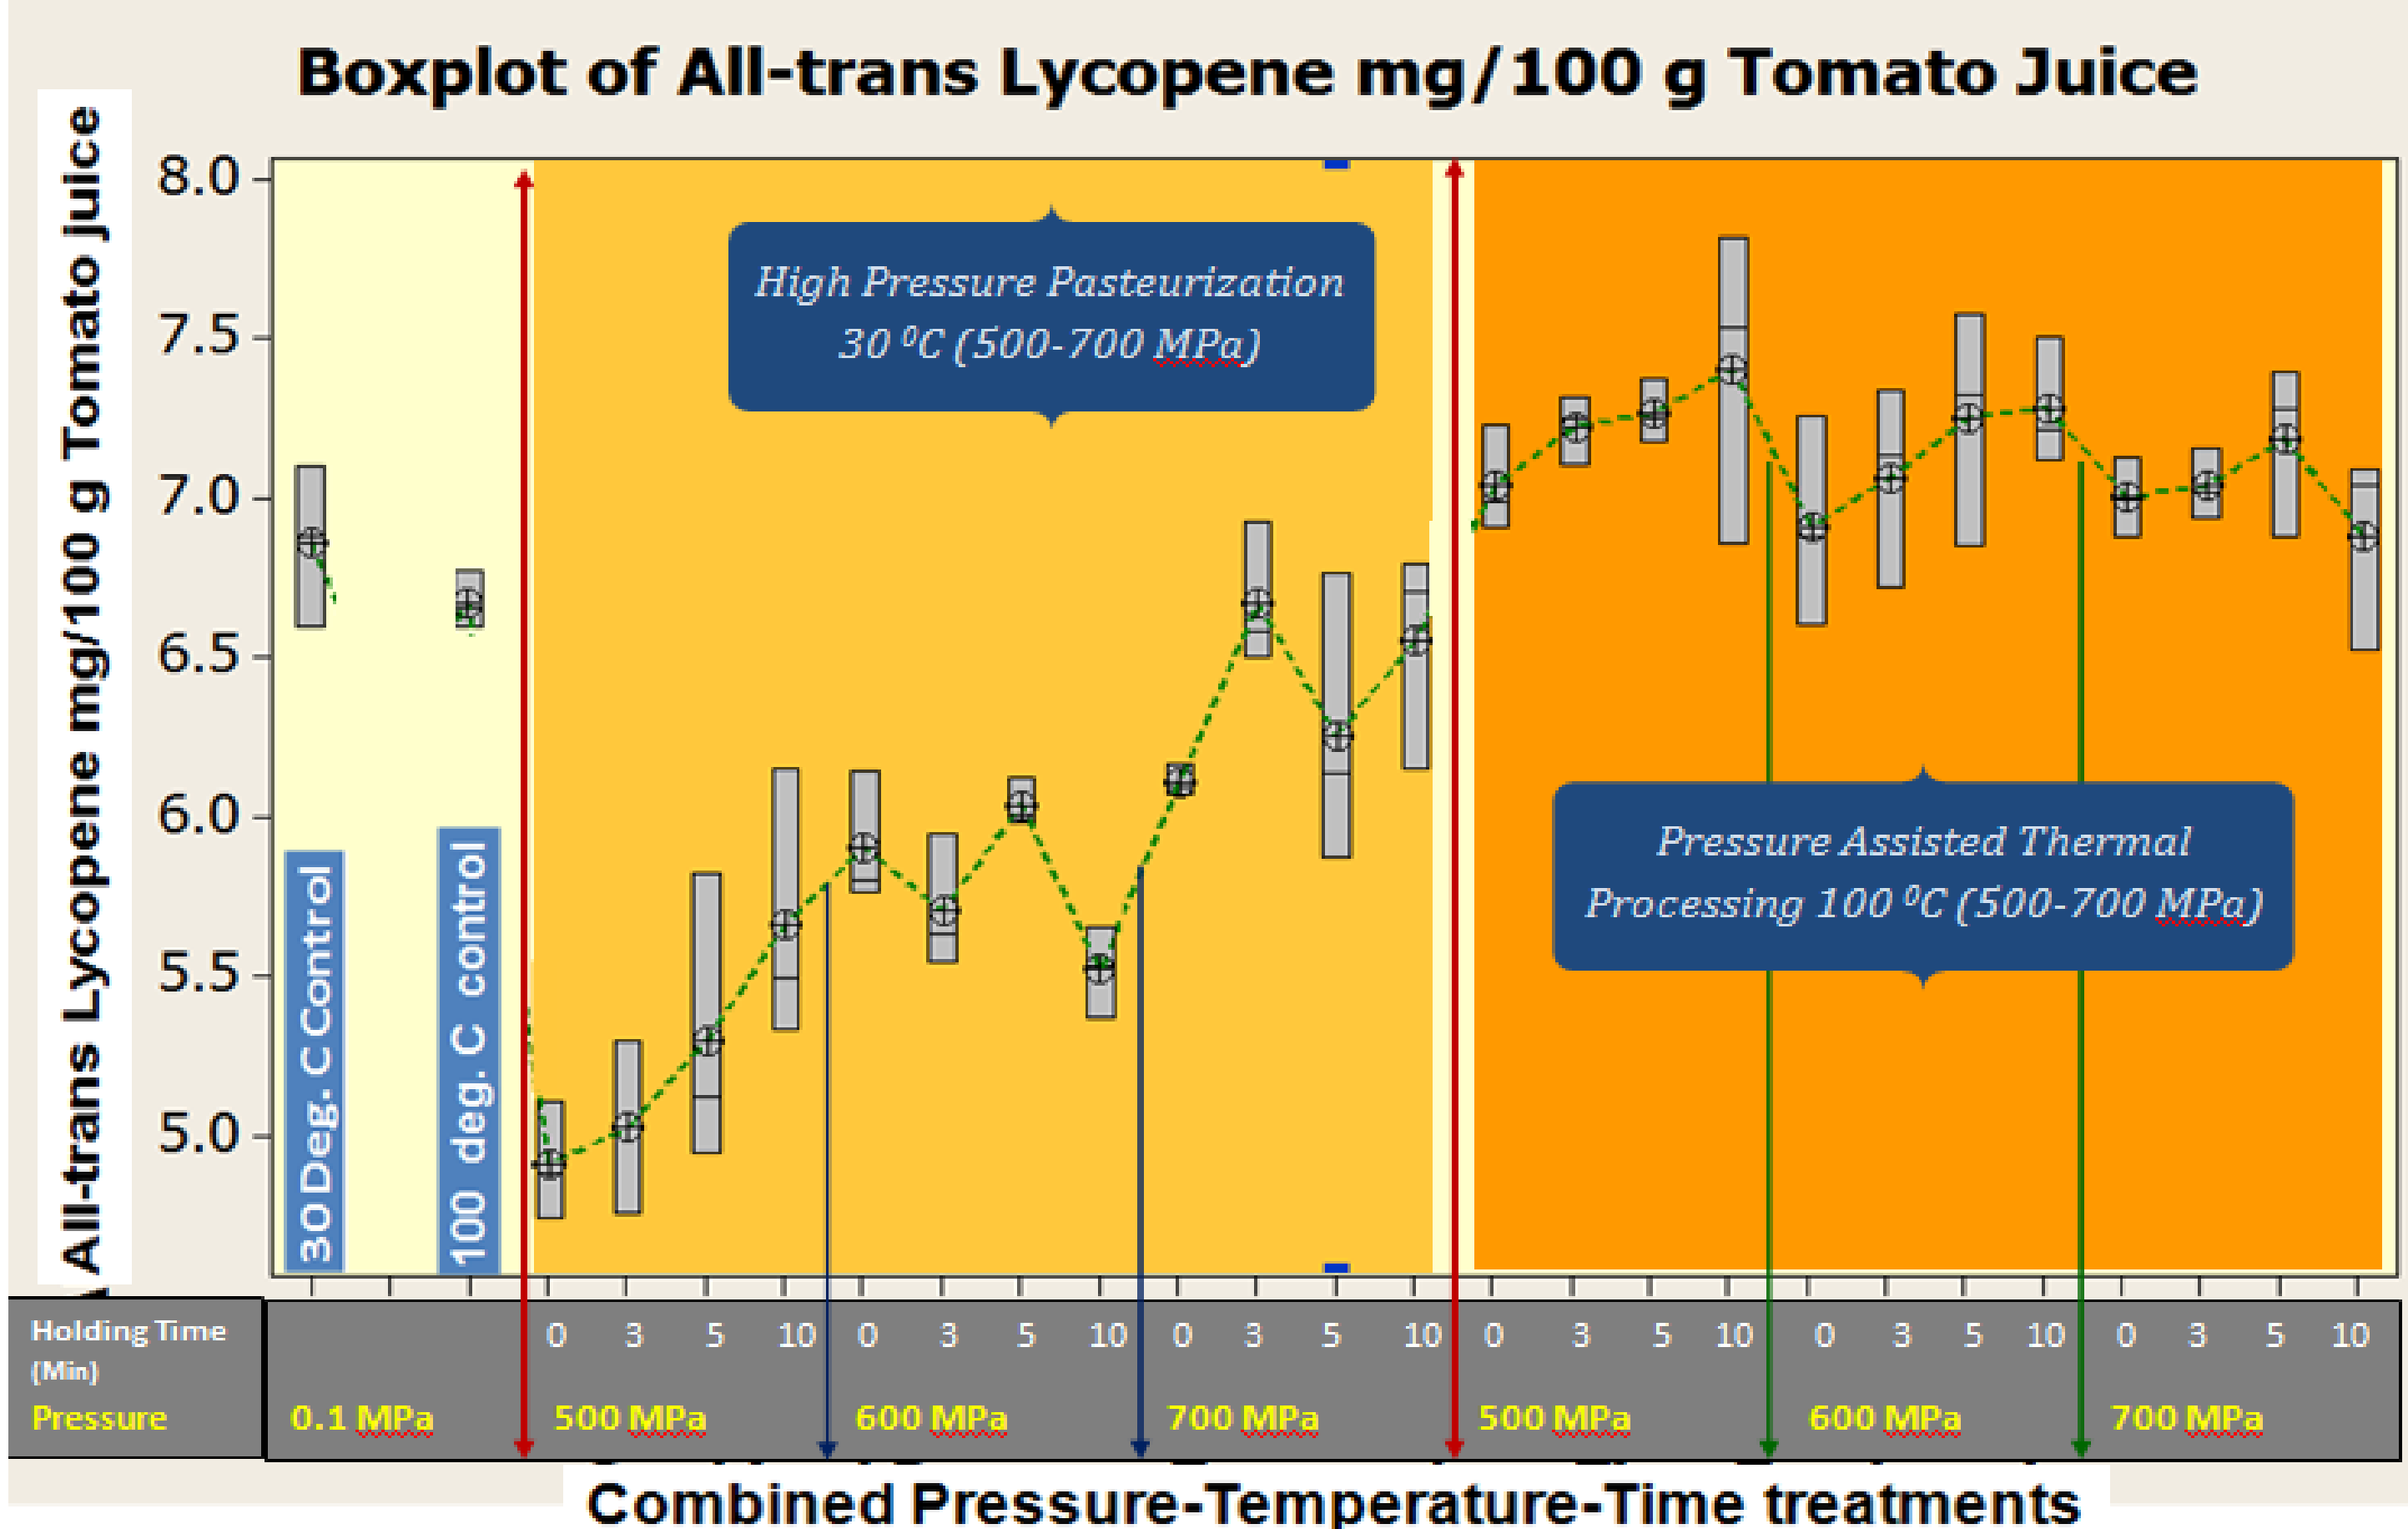 Boxplot of All-trans Lycopene mg/100 g Tomato Juice
All-trans Lycopene mg/100 g Tomato juice
8.0
7.5
7.0
6.5
6.0
5.5
5.0
30 Deg. C Control
100 deg. C control
High Pressure Pasteurization
30 ⁰C (500-700 MPa)
Pressure Assisted Thermal
Processing 100 ⁰C (500-700 MPa)
Holding Time (Min) 0 3 5 10 0 3 5 10 0 3 5 10 0 3 5 10 0 3 5 10 0 3 5 10
Pressure 0.1 MPa 500 MPa 600 MPa 700 MPa 500 MPa 600 MPa 700 MPa
Combined Pressure-Temperature-Time treatments